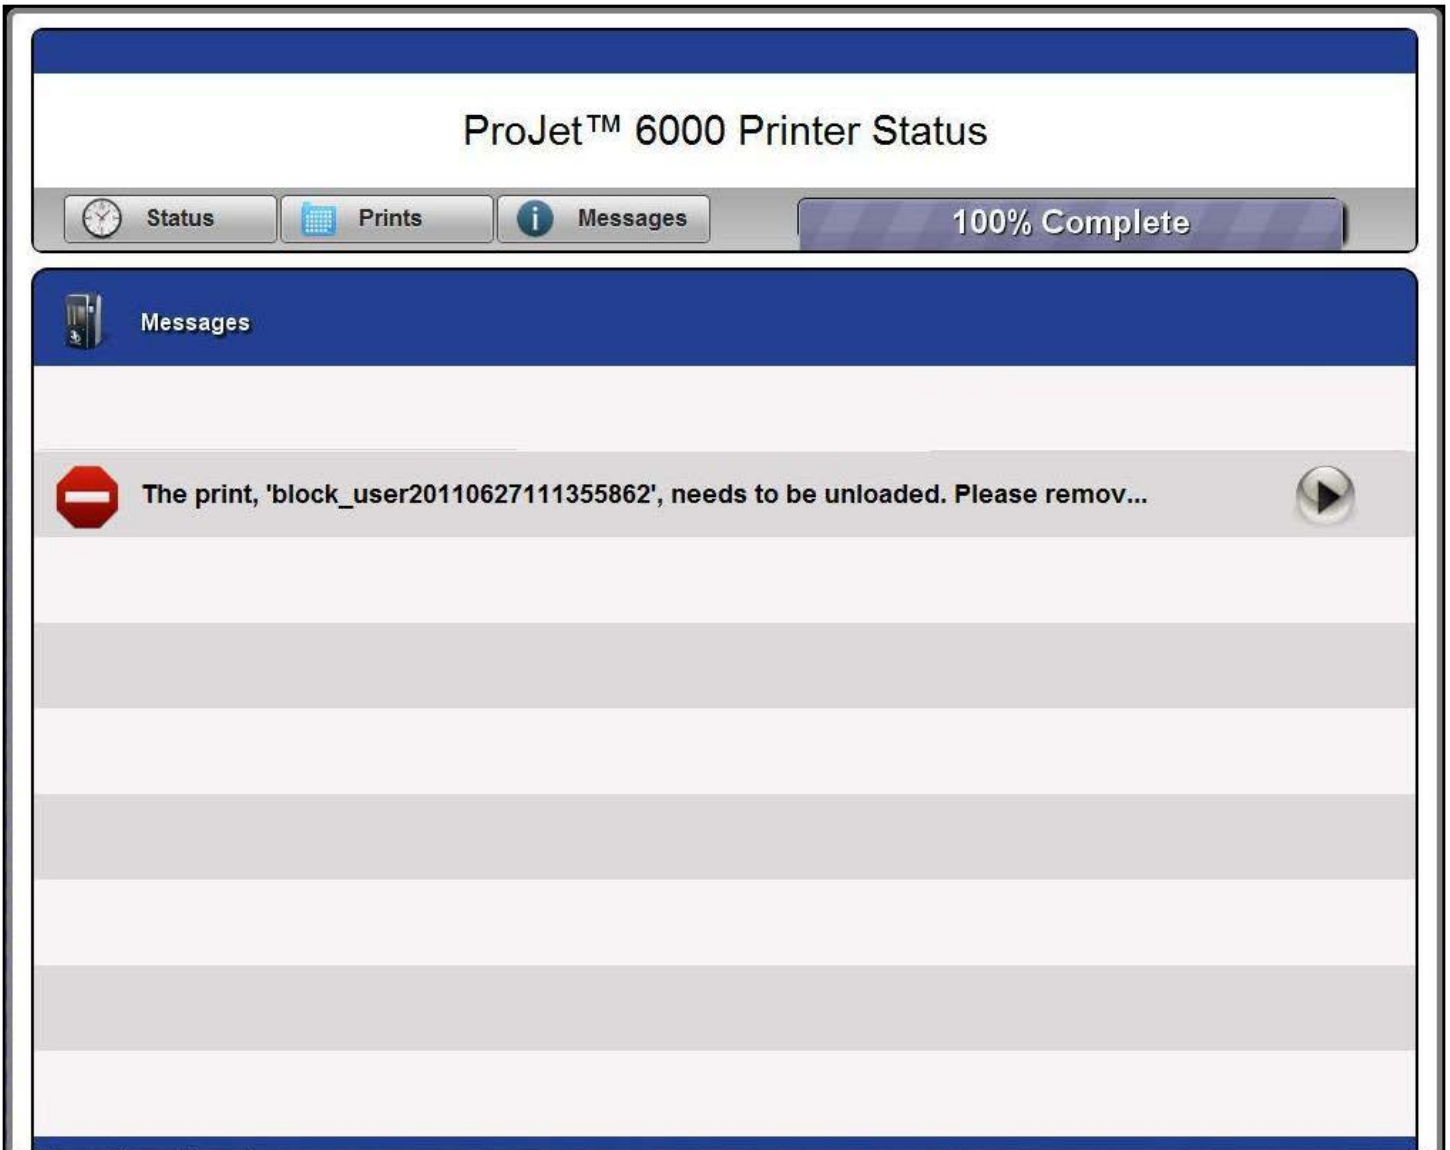 ProJet™ 6000 Printer Status
Status Prints Messages 100% Complete
Messages
The print, 'block_user20110627111355862', needs to be unloaded. Please remov...